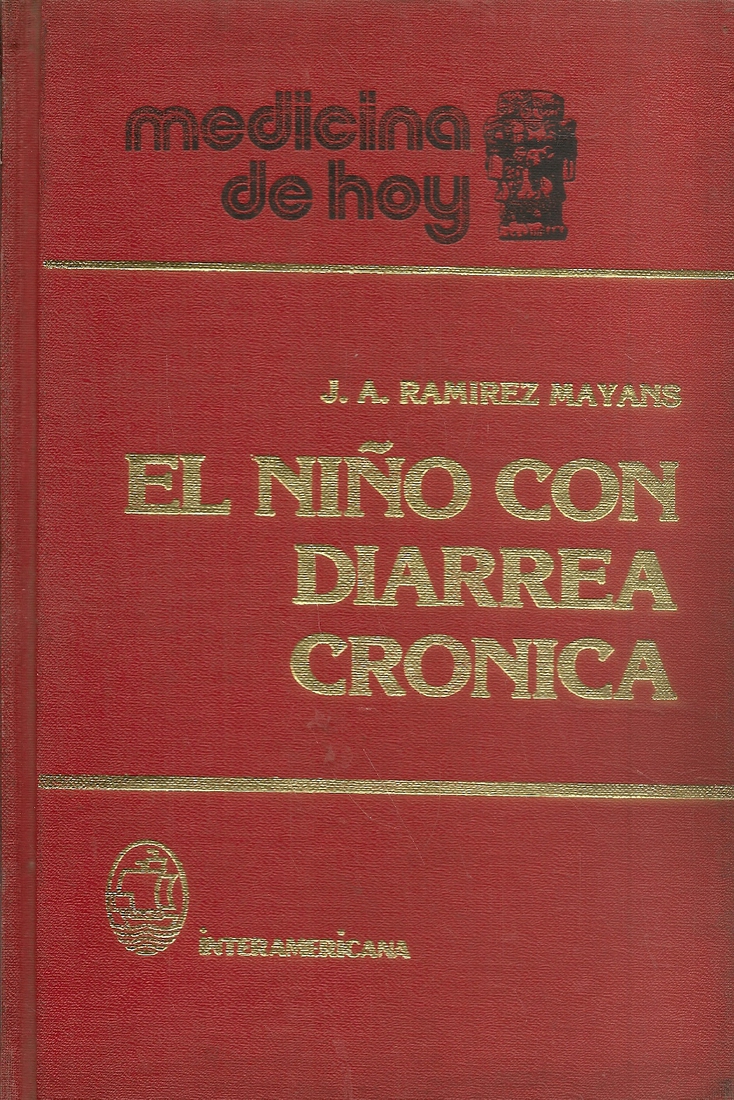 medicina
de hoy
J. A. RAMIREZ MAYANS
EL NIÑO CON
DIARREA
CRONICA
INTERAMERICANA